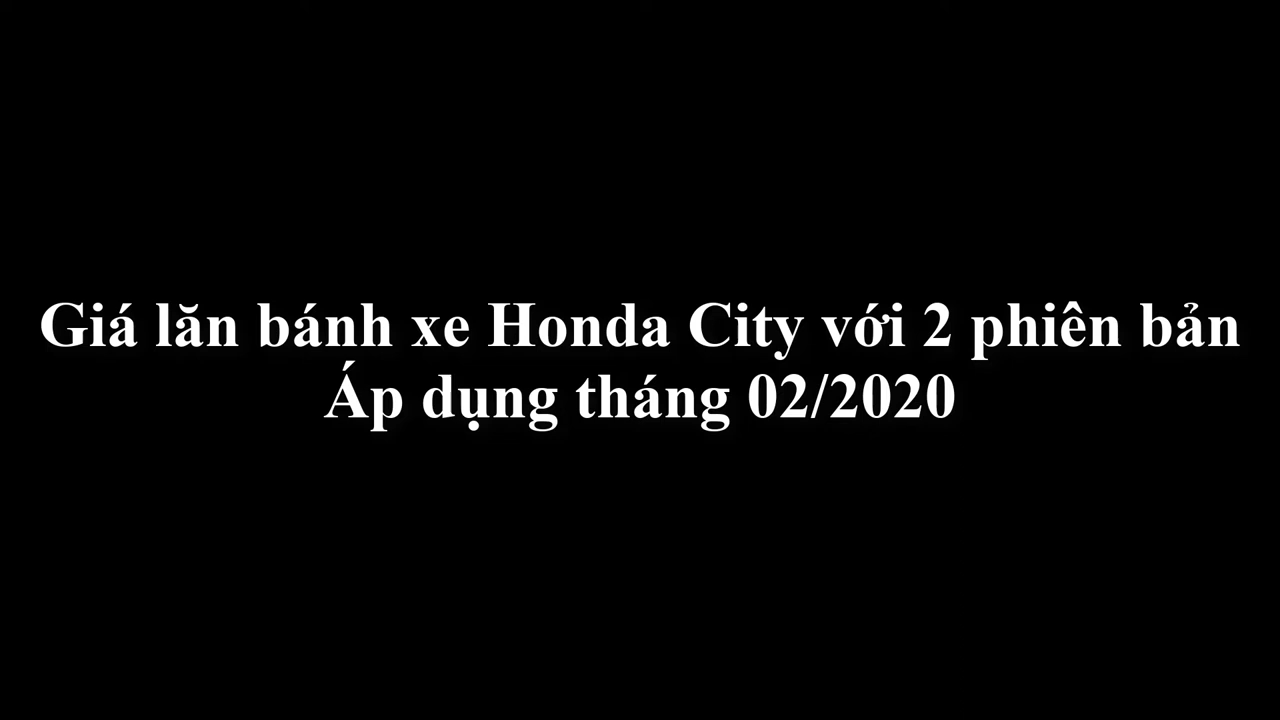 Giá lăn bánh xe Honda City với 2 phiên bản
Áp dụng tháng 02/2020